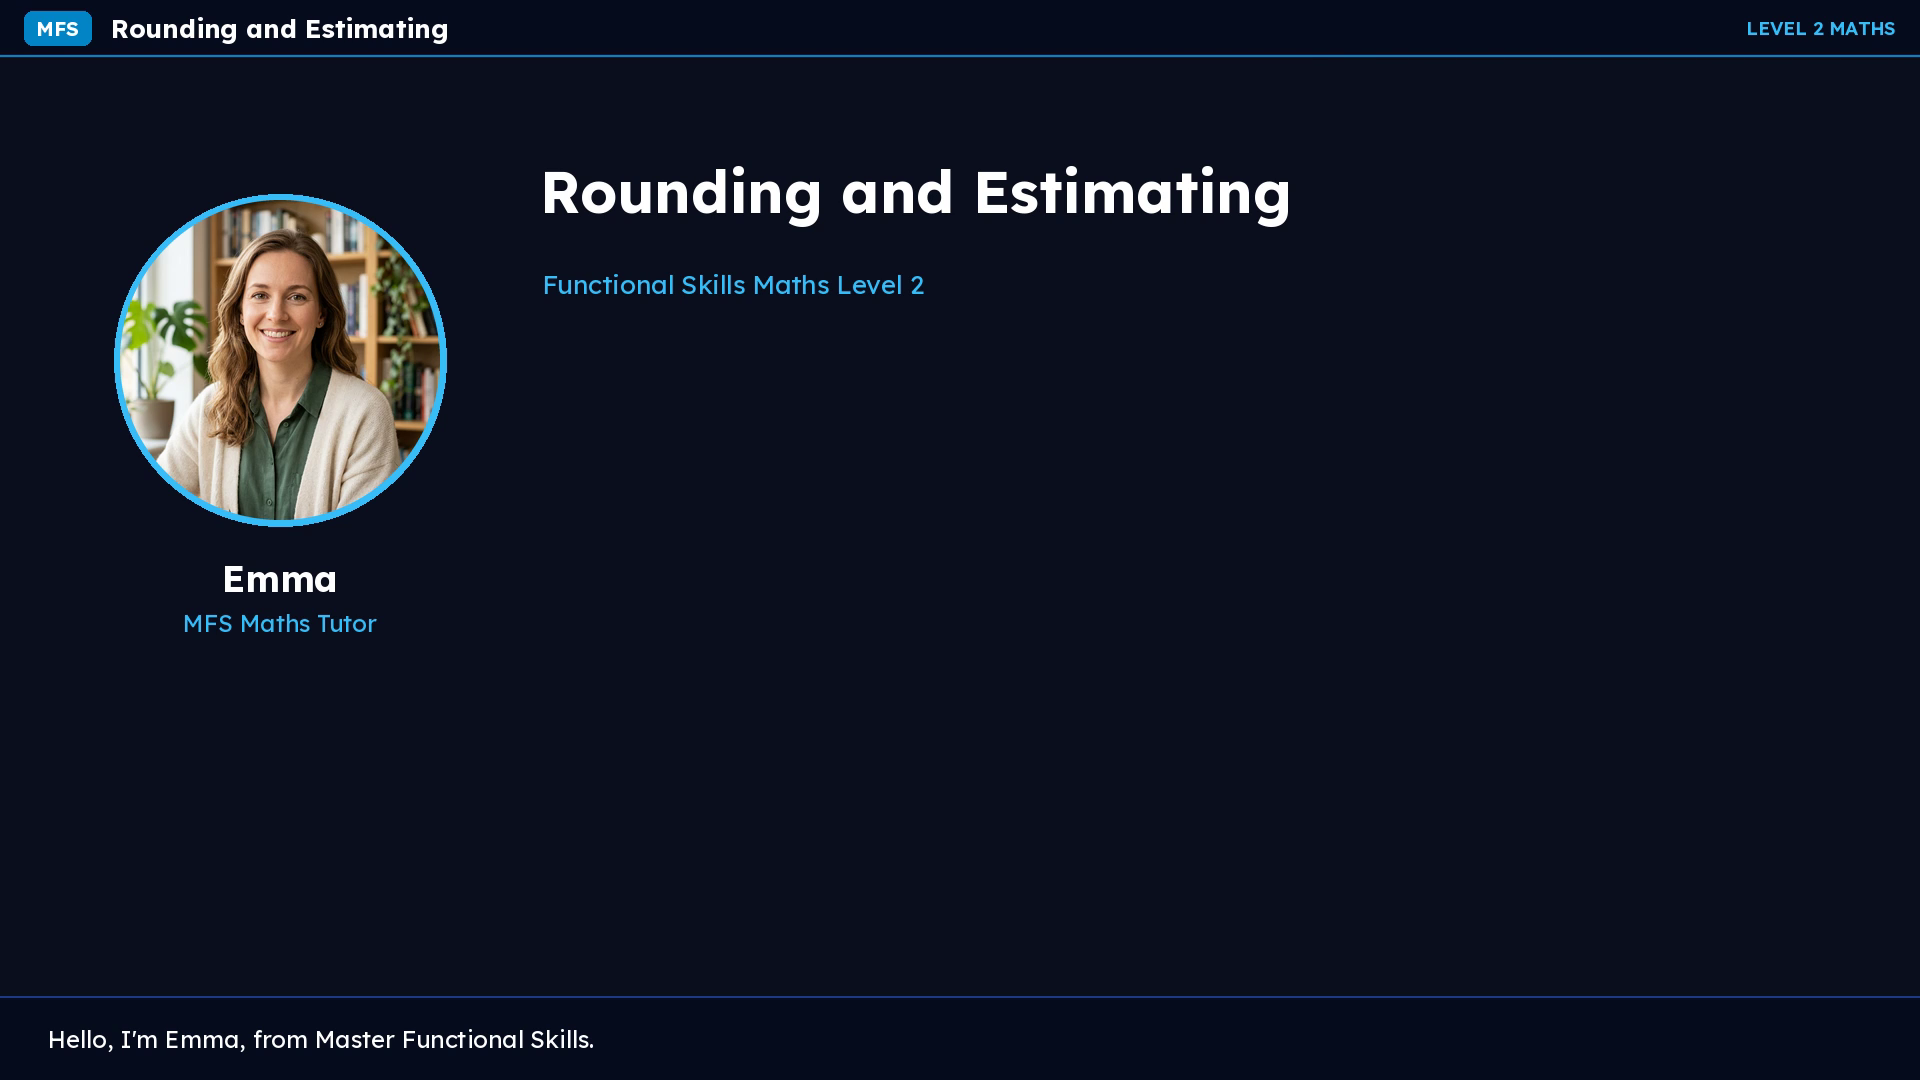 MFS
Rounding and Estimating
LEVEL 2 MATHS
Rounding and Estimating
Functional Skills Maths Level 2
Emma
MFS Maths Tutor
Hello, I'm Emma, from Master Functional Skills.